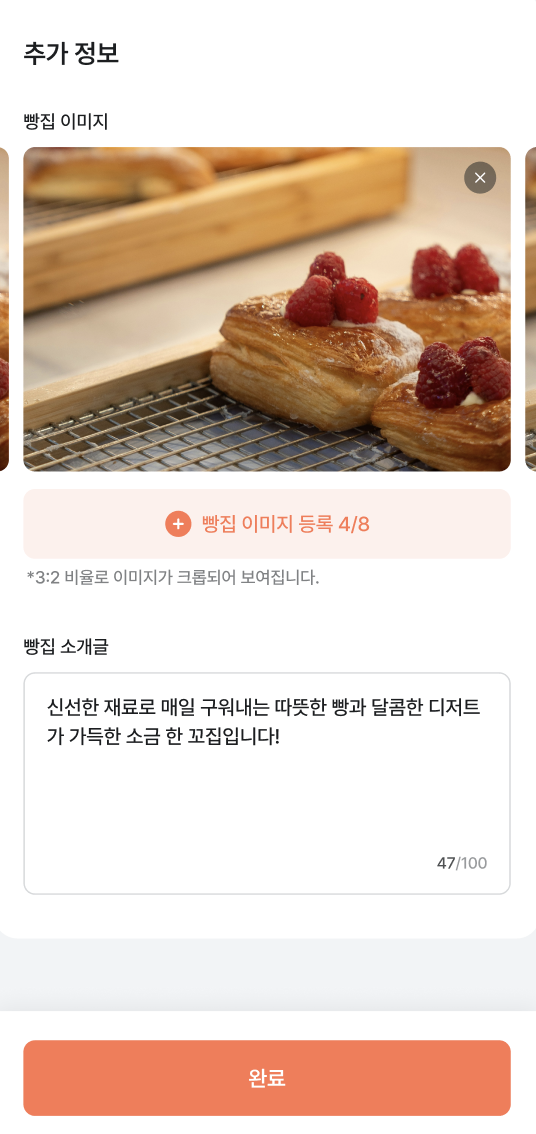 추가 정보
빵집 이미지
빵집 이미지 등록 4/8
*3:2 비율로 이미지가 크롭되어 보여집니다.
빵집 소개글
신선한 재료로 매일 구워내는 따뜻한 빵과 달콤한 디저트
가 가득한 소금 한 꼬집입니다!
47/100
완료